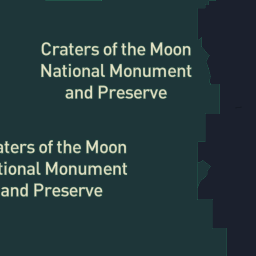 Craters of the Moon
National Monument
and Preserve
aters of the Moon
tional Monument
and Preserve